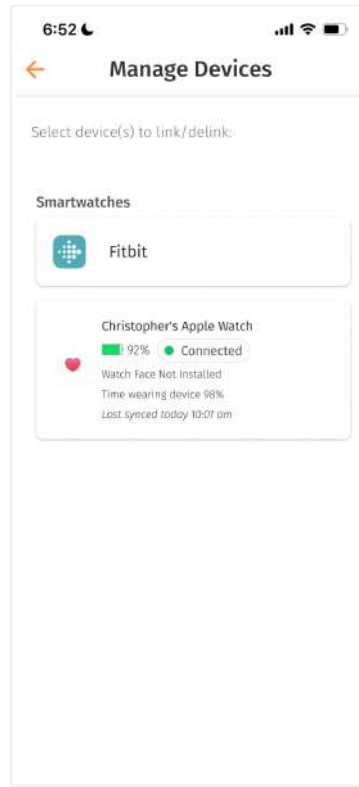 6:52
Manage Devices
Select device(s) to link/delink:
Smartwatches
Fitbit
Christopher's Apple Watch
92% Connected
Watch Face Not Installed
Time wearing device 98%
Last synced today 10:01 am